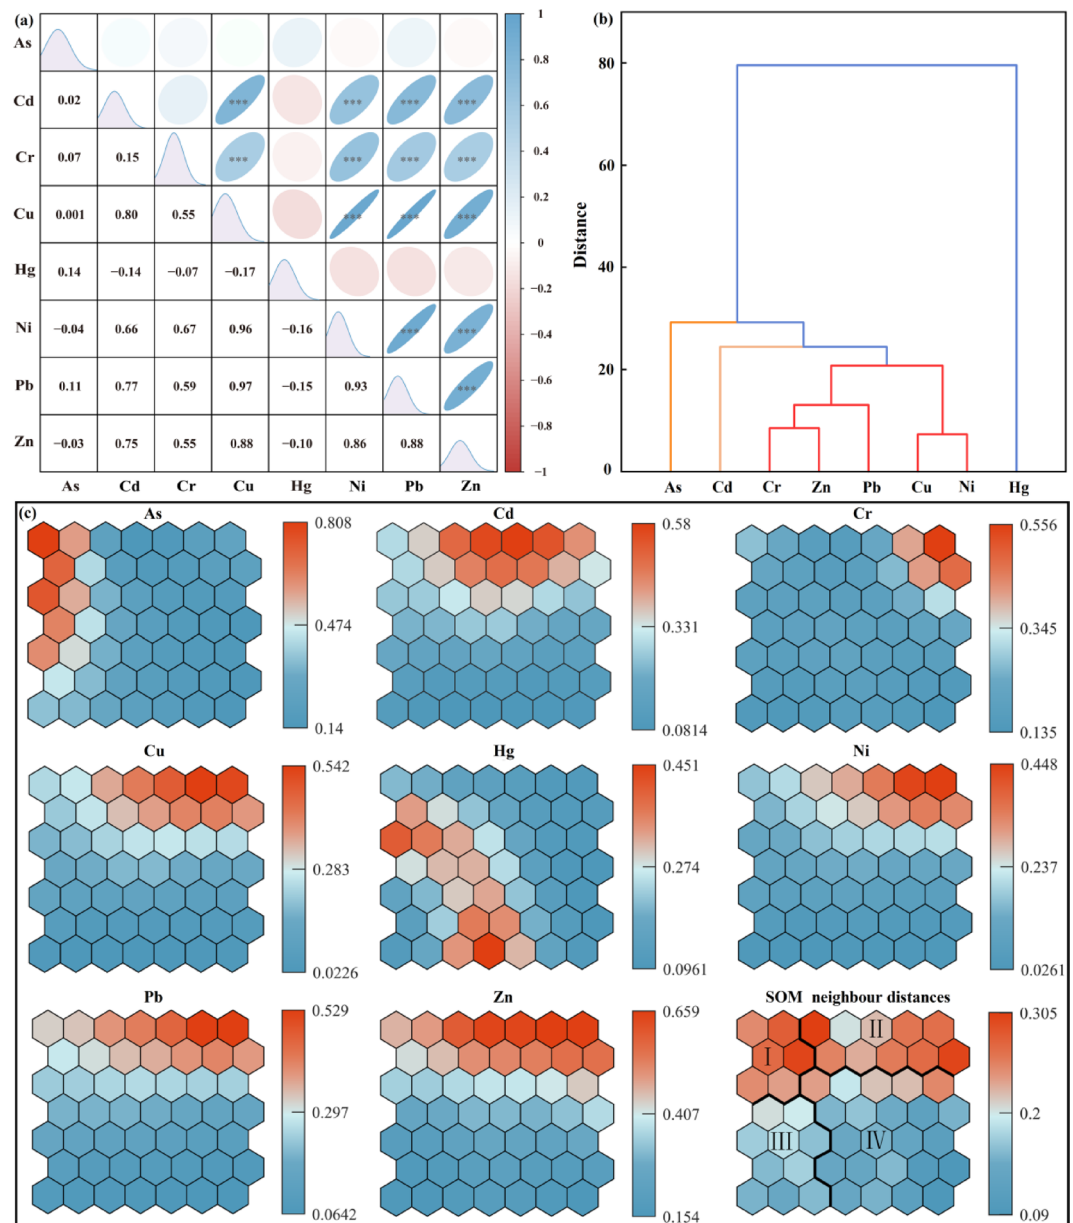 (a)
1
0.8
0.6
0.4
0.2
0
−0.2
−0.4
−0.6
−0.8
−1
As
Cd 0.02 *** *** *** ***
Cr 0.07 0.15 *** *** *** ***
Cu 0.001 0.80 0.55 *** *** ***
Hg 0.14 −0.14 −0.07 −0.17
Ni −0.04 0.66 0.67 0.96 −0.16 *** ***
Pb 0.11 0.77 0.59 0.97 −0.15 0.93 ***
Zn −0.03 0.75 0.55 0.88 −0.10 0.86 0.88
As Cd Cr Cu Hg Ni Pb Zn
(b)
Distance
80
60
40
20
0
As Cd Cr Zn Pb Cu Ni Hg
(c)
As
0.808
0.474
0.14
Cd
0.58
0.331
0.0814
Cr
0.556
0.345
0.135
Cu
0.542
0.283
0.0226
Hg
0.451
0.274
0.0961
Ni
0.448
0.237
0.0261
Pb
0.529
0.297
0.0642
Zn
0.659
0.407
0.154
SOM neighbour distances
0.305
0.2
0.09
II
I
III
IV